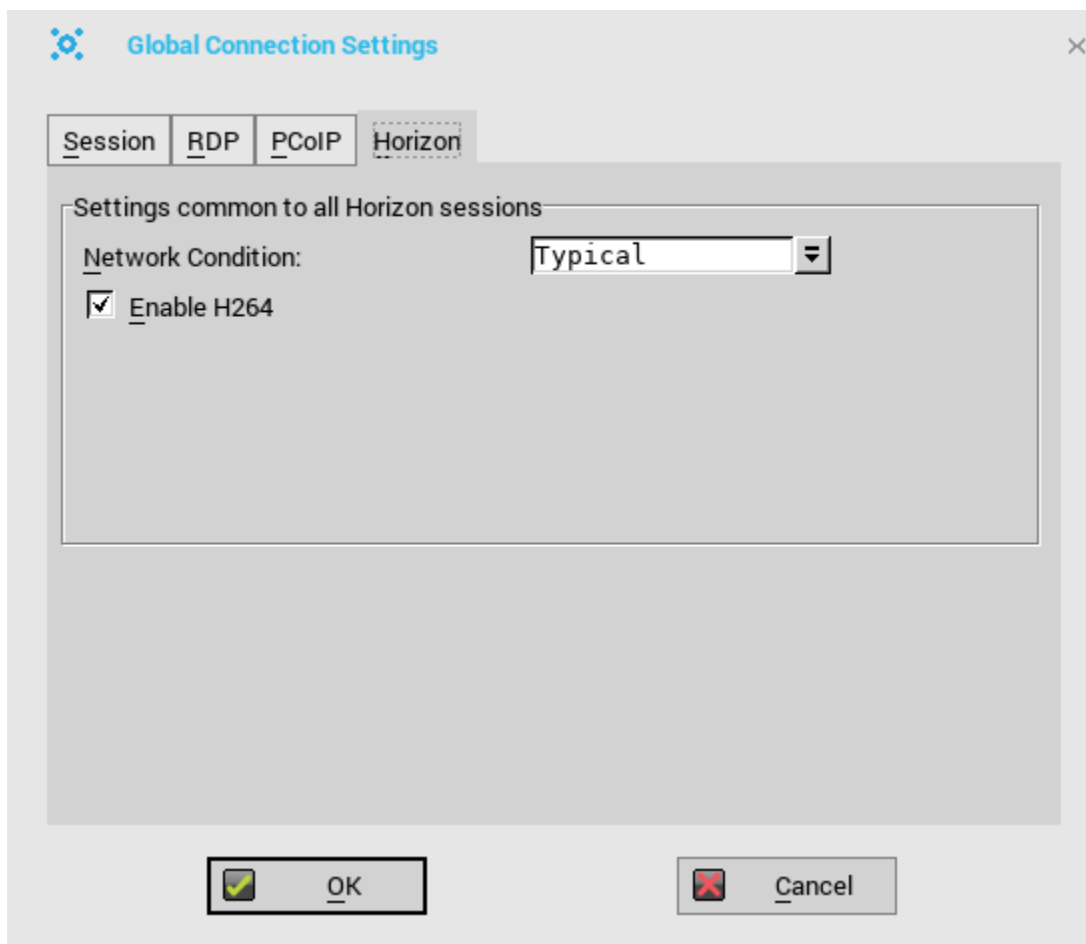 Global Connection Settings
Session RDP PCoIP Horizon
Settings common to all Horizon sessions
Network Condition: Typical
Enable H264
OK Cancel